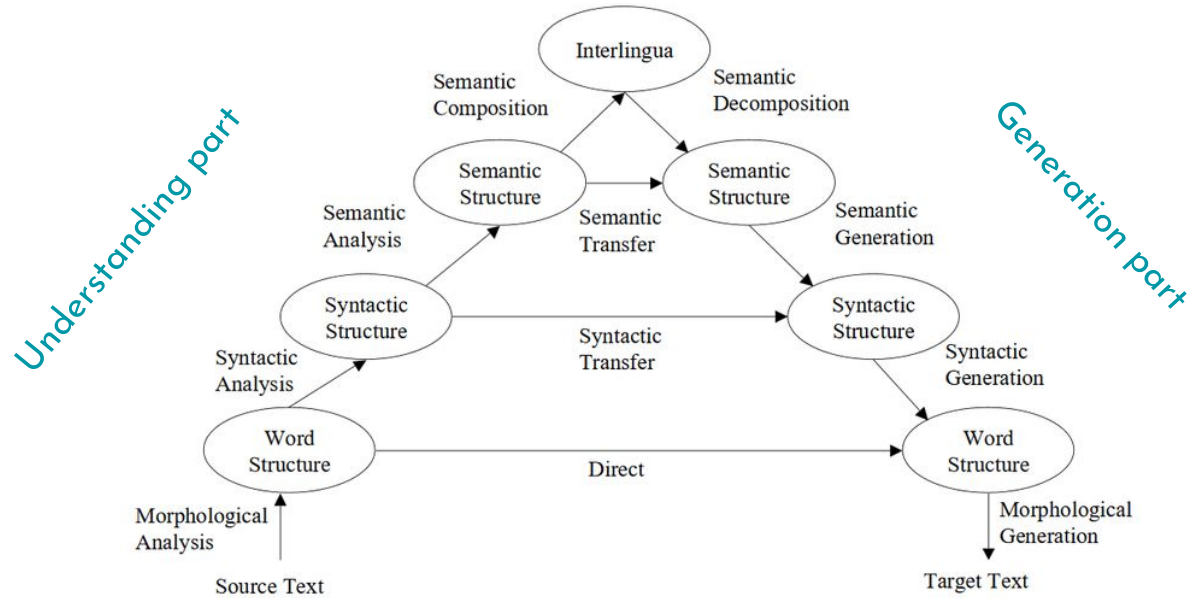 Interlingua
Semantic
Composition
Semantic
Decomposition
Understanding part
Generation part
Semantic
Structure
Semantic
Structure
Semantic
Analysis
Semantic
Transfer
Semantic
Generation
Syntactic
Structure
Syntactic
Structure
Syntactic
Analysis
Syntactic
Transfer
Syntactic
Generation
Word
Structure
Word
Structure
Direct
Morphological
Analysis
Morphological
Generation
Source Text
Target Text